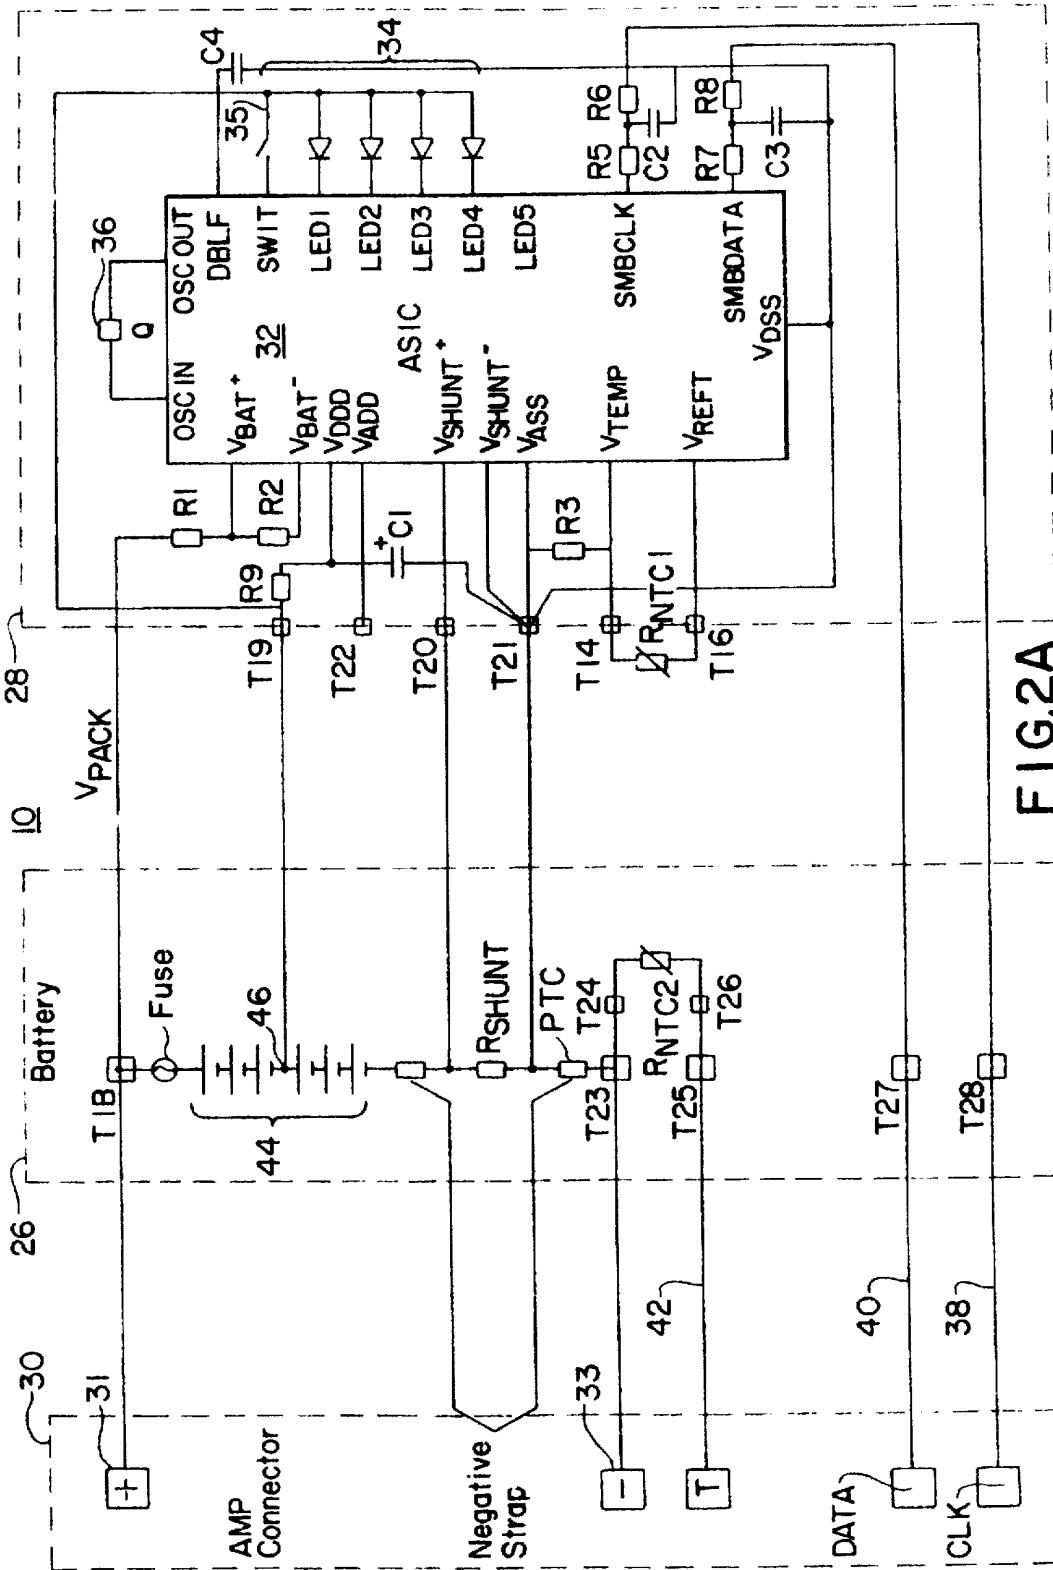 28
10
VPACK
26
Battery
T18
Fuse
46
44
RSHUNT
PTC
T23
T24
RNTC2
T25
T26
T27
T28
30
31
+
AMP
Connector
Negative
Strap
33
-
42
T
40
DATA
38
CLK
T19
T22
T20
T21
T14
RNTC1
T16
R1
R2
R9
+
C1
R3
36
Q
OSC IN
OSC OUT
VBAT+
32
DBLF
VBAT-
SWIT
VDDD
VADD
LED1
ASIC
LED2
VSHUNT+
LED3
VSHUNT-
LED4
VASS
LED5
VTEMP
SMBCLK
VREFT
SMBDATA
VDSS
C4
35
34
R5
R6
C2
R7
R8
C3
FIG.2A